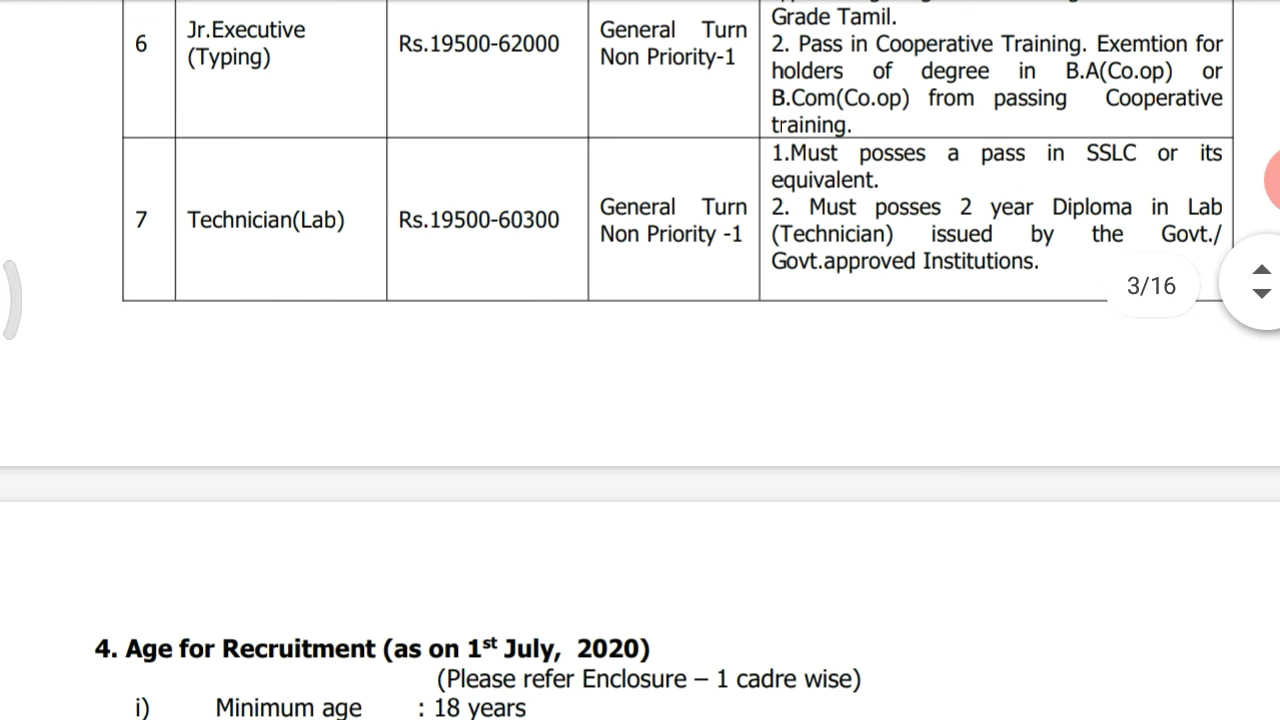 Grade Tamil.
6 Jr.Executive (Typing) Rs.19500-62000 General Turn Non Priority-1
2. Pass in Cooperative Training. Exemtion for
holders of degree in B.A(Co.op) or
B.Com(Co.op) from passing Cooperative
training.
1.Must posses a pass in SSLC or its
equivalent.
7 Technician(Lab) Rs.19500-60300 General Turn Non Priority -1
2. Must posses 2 year Diploma in Lab
(Technician) issued by the Govt./
Govt.approved Institutions.
3/16
4. Age for Recruitment (as on 1st July, 2020)
(Please refer Enclosure – 1 cadre wise)
i) Minimum age : 18 years